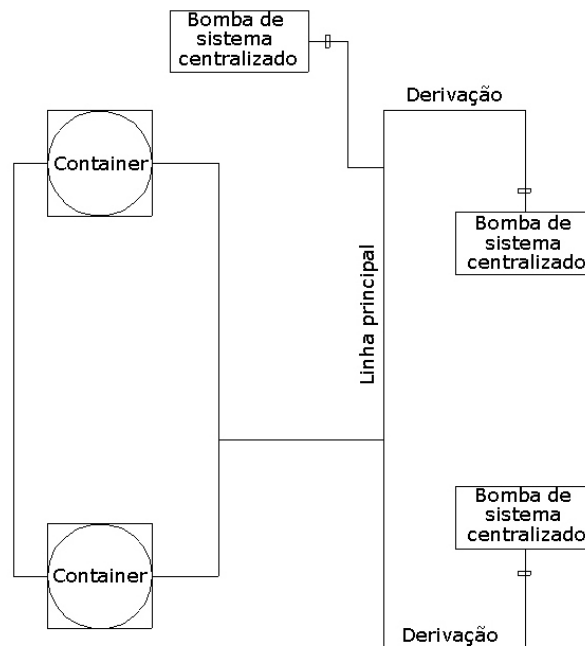 Bomba de
sistema
centralizado
Derivação
Container
Bomba de
sistema
centralizado
Linha principal
Bomba de
sistema
centralizado
Container
Derivação